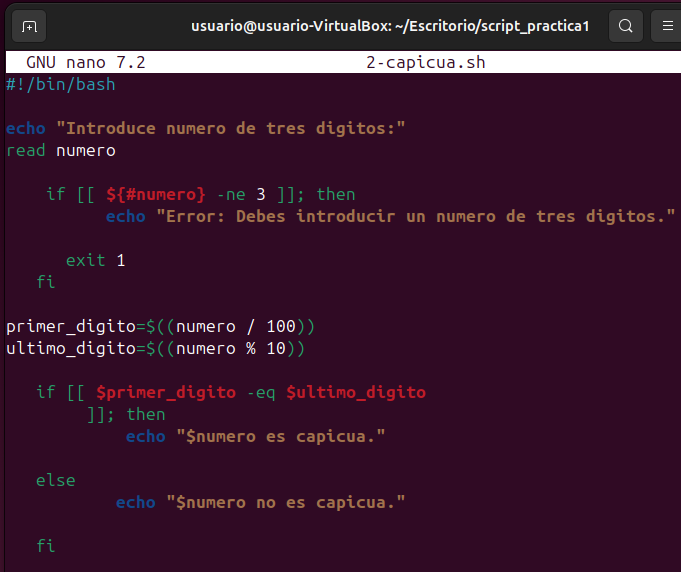 usuario@usuario-VirtualBox: ~/Escritorio/script_practica1
GNU nano 7.2 2-capicua.sh
#!/bin/bash
echo "Introduce numero de tres digitos:"
read numero
if [[ ${#numero} -ne 3 ]]; then
echo "Error: Debes introducir un numero de tres digitos."
exit 1
fi
primer_digito=$((numero / 100))
ultimo_digito=$((numero % 10))
if [[ $primer_digito -eq $ultimo_digito
]]; then
echo "$numero es capicua."
else
echo "$numero no es capicua."
fi